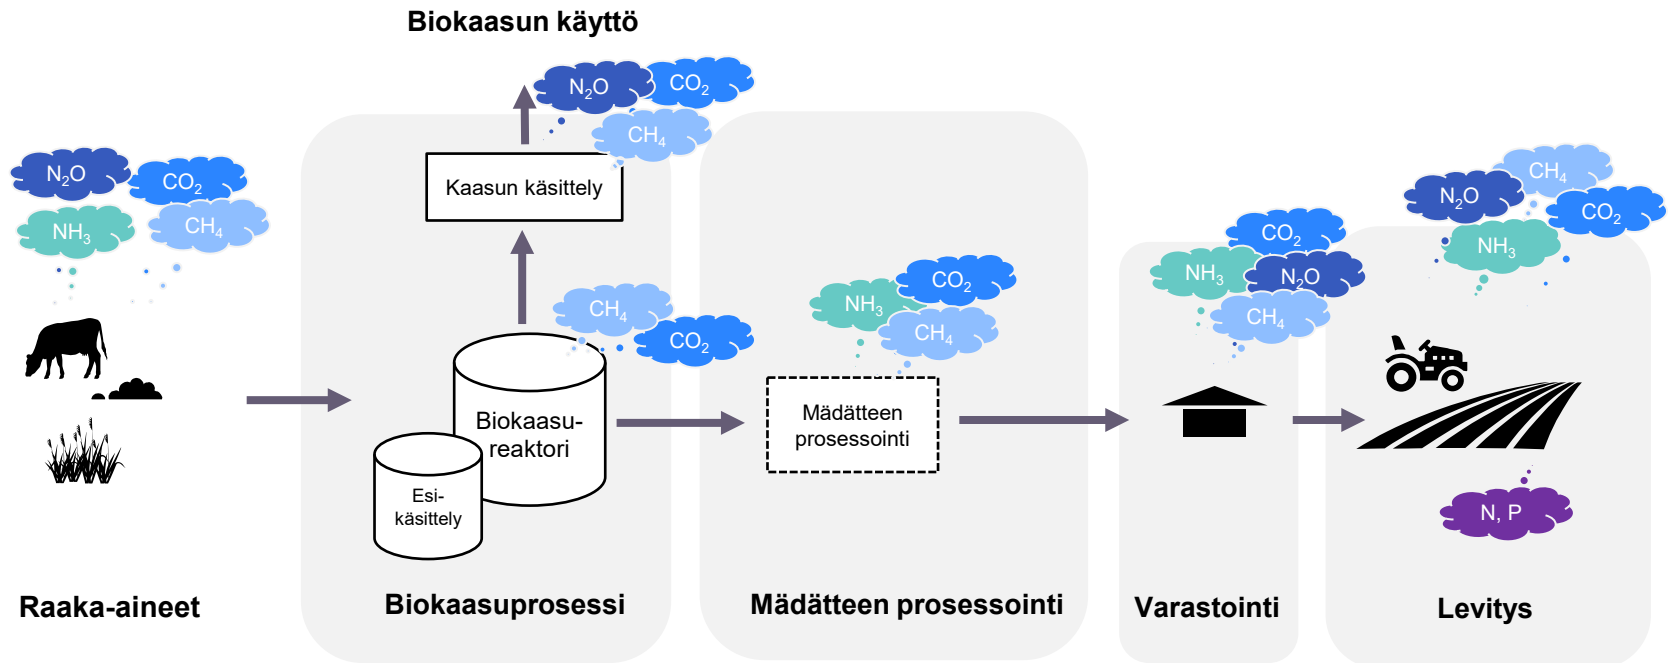 Biokaasun käyttö
N₂O
CO₂
CH₄
Kaasun käsittely
N₂O
CO₂
NH₃
CH₄
CH₄
CO₂
Biokaasu-
reaktori
Esi-
käsittely
NH₃
CO₂
CH₄
Mädätteen
prosessointi
CO₂
NH₃
N₂O
CH₄
CH₄
N₂O
CO₂
NH₃
N, P
Raaka-aineet
Biokaasuprosessi
Mädätteen prosessointi
Varastointi
Levitys